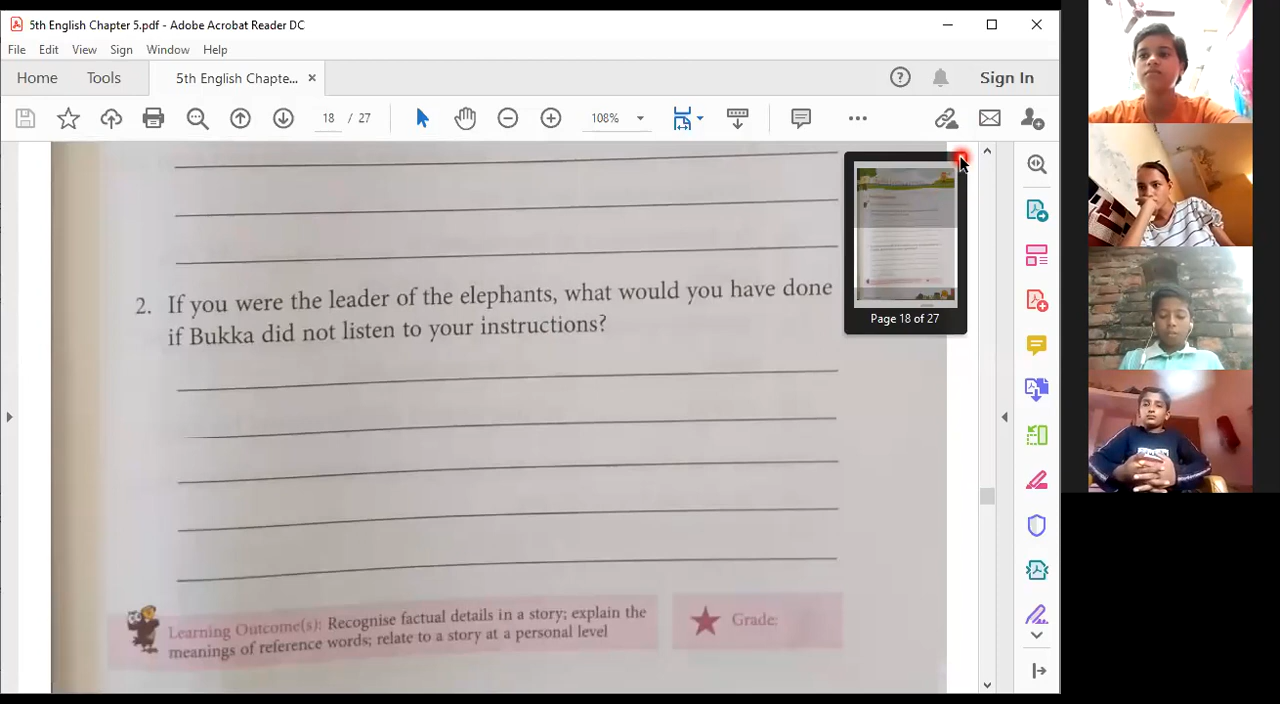 5th English Chapter 5.pdf - Adobe Acrobat Reader DC
File Edit View Sign Window Help
Home Tools 5th English Chapte... × Sign In
18 / 27 108%
2. If you were the leader of the elephants, what would you have done
if Bukka did not listen to your instructions?
Page 18 of 27
Learning Outcome(s): Recognise factual details in a story; explain the
meanings of reference words; relate to a story at a personal level
Grade: